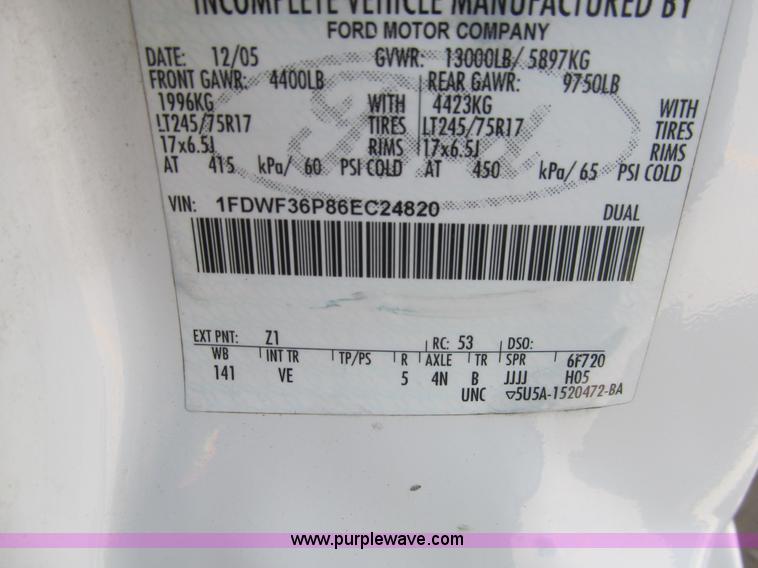 INCOMPLETE VEHICLE MANUFACTURED BY
FORD MOTOR COMPANY
DATE: 12/05 GVWR: 13000LB/ 5897KG
FRONT GAWR: 4400LB REAR GAWR: 9750LB
1996KG WITH 4423KG WITH
LT245/75R17 TIRES LT245/75R17 TIRES
17x6.5J RIMS 17x6.5J RIMS
AT 415 kPa/ 60 PSI COLD AT 450 kPa/ 65 PSI COLD
VIN: 1FDWF36P86EC24820 DUAL
EXT PNT: Z1 RC: 53 DSO:
WB INT TR TP/PS R AXLE TR SPR 6F720
141 VE 5 4N B JJJJ H05
UNC ▽5U5A-1520472-BA
www.purplewave.com